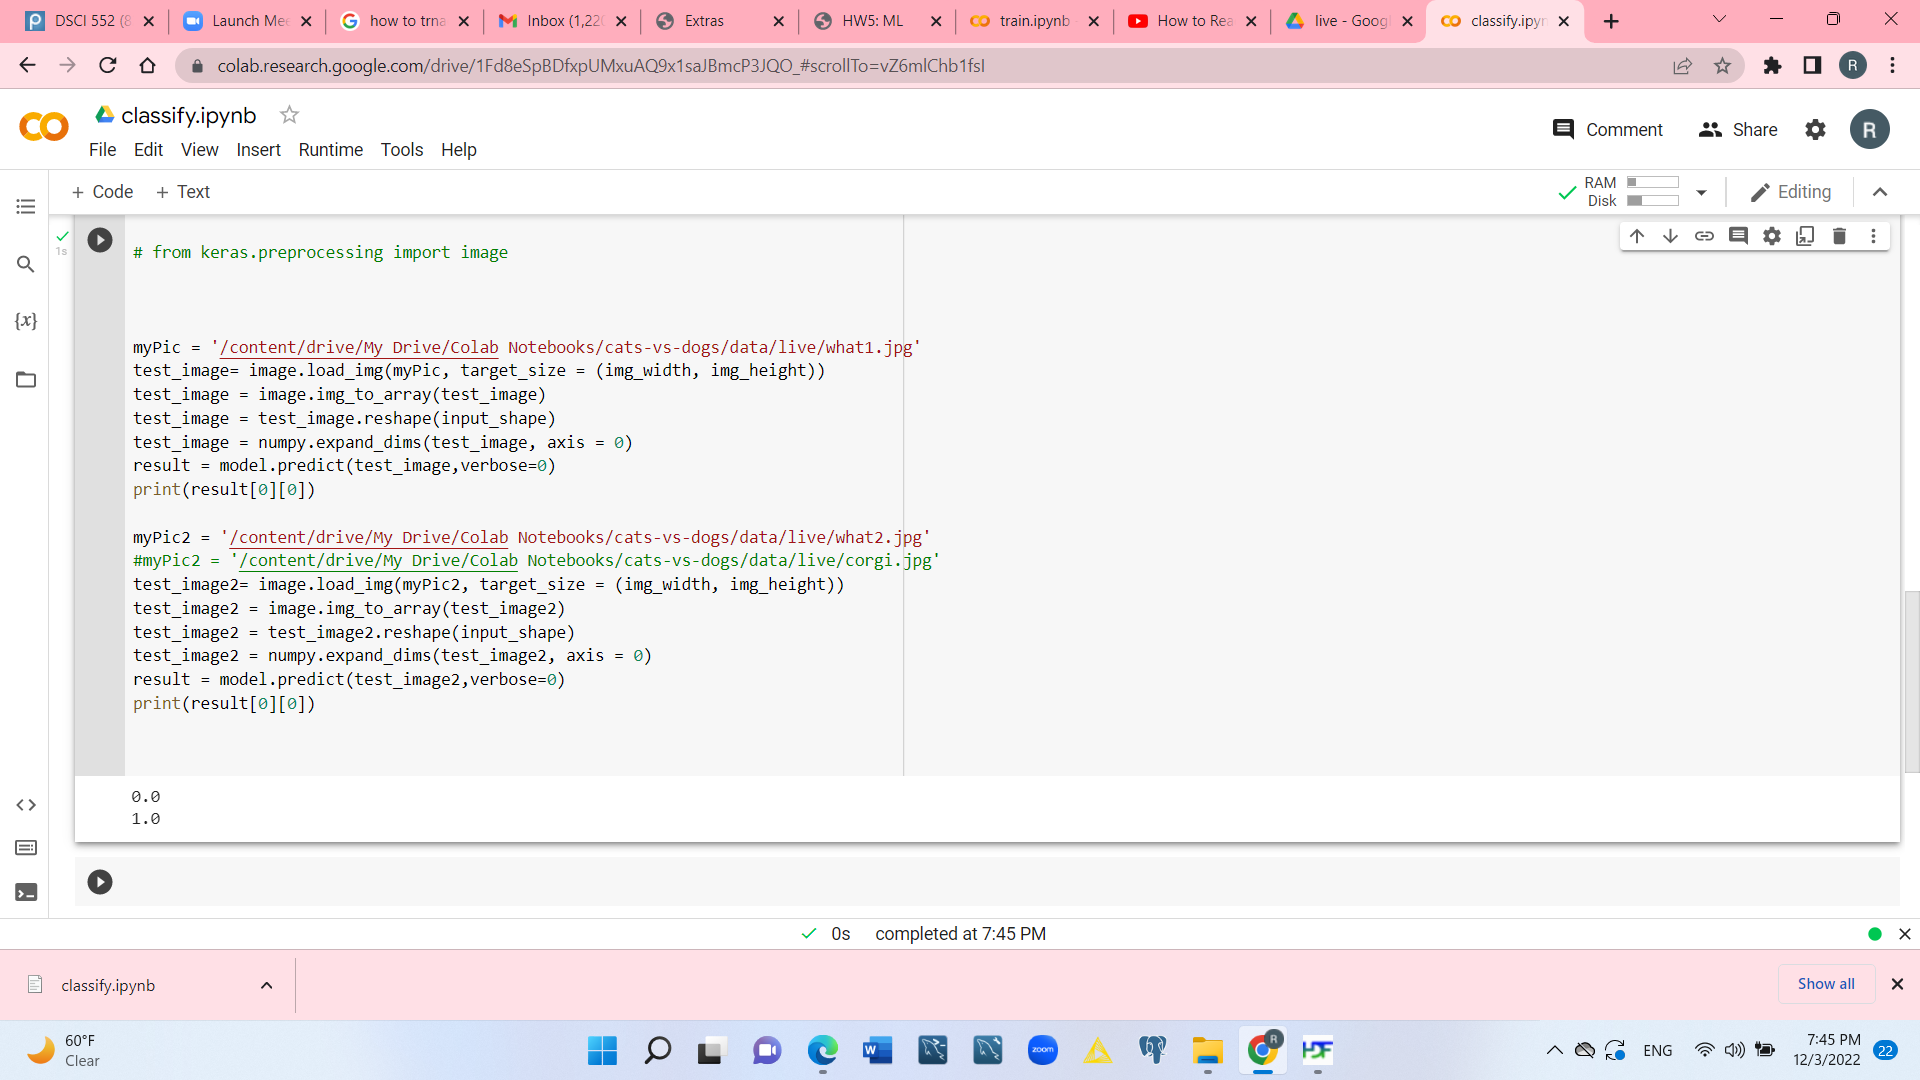 DSCI 552 (8
Launch Mee
how to trna
Inbox (1,220
Extras
HW5: ML
train.ipynb
How to Rea
live - Googl
classify.ipyn
colab.research.google.com/drive/1Fd8eSpBDfxpUMxuAQ9x1saJBmcP3JQO_#scrollTo=vZ6mlChb1fsI
R
classify.ipynb
Comment
Share
R
File Edit View Insert Runtime Tools Help
+ Code + Text
RAM
Disk
Editing
1s
{x}
# from keras.preprocessing import image
myPic = '/content/drive/My Drive/Colab Notebooks/cats-vs-dogs/data/live/what1.jpg'
test_image= image.load_img(myPic, target_size = (img_width, img_height))
test_image = image.img_to_array(test_image)
test_image = test_image.reshape(input_shape)
test_image = numpy.expand_dims(test_image, axis = 0)
result = model.predict(test_image,verbose=0)
print(result[0][0])
myPic2 = '/content/drive/My Drive/Colab Notebooks/cats-vs-dogs/data/live/what2.jpg'
#myPic2 = '/content/drive/My Drive/Colab Notebooks/cats-vs-dogs/data/live/corgi.jpg'
test_image2= image.load_img(myPic2, target_size = (img_width, img_height))
test_image2 = image.img_to_array(test_image2)
test_image2 = test_image2.reshape(input_shape)
test_image2 = numpy.expand_dims(test_image2, axis = 0)
result = model.predict(test_image2,verbose=0)
print(result[0][0])
0.0
1.0
0s completed at 7:45 PM
classify.ipynb
Show all
60°F
Clear
W
zoom
R
HDF
ENG
7:45 PM
12/3/2022
22